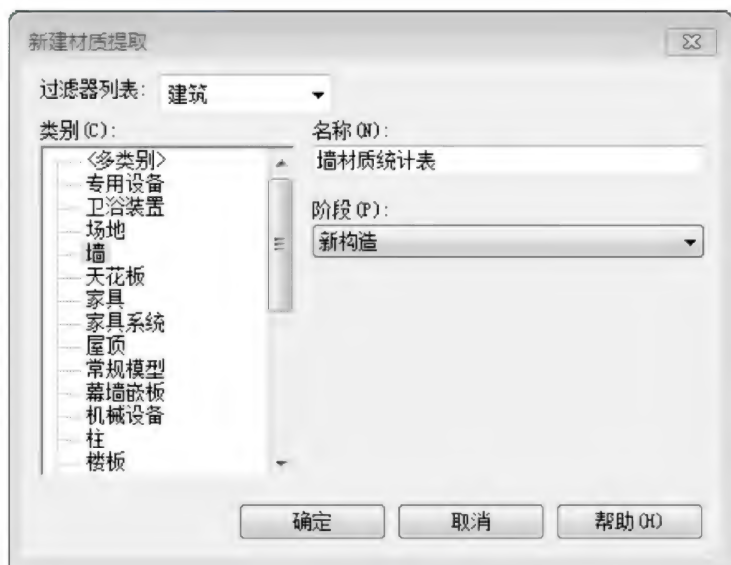 新建材质提取
过滤器列表: 建筑
类别(C):
<多类别>
专用设备
卫浴装置
场地
墙
天花板
家具
家具系统
屋顶
常规模型
幕墙嵌板
机械设备
柱
楼板
名称(N):
墙材质统计表
阶段(P):
新构造
确定 取消 帮助(H)